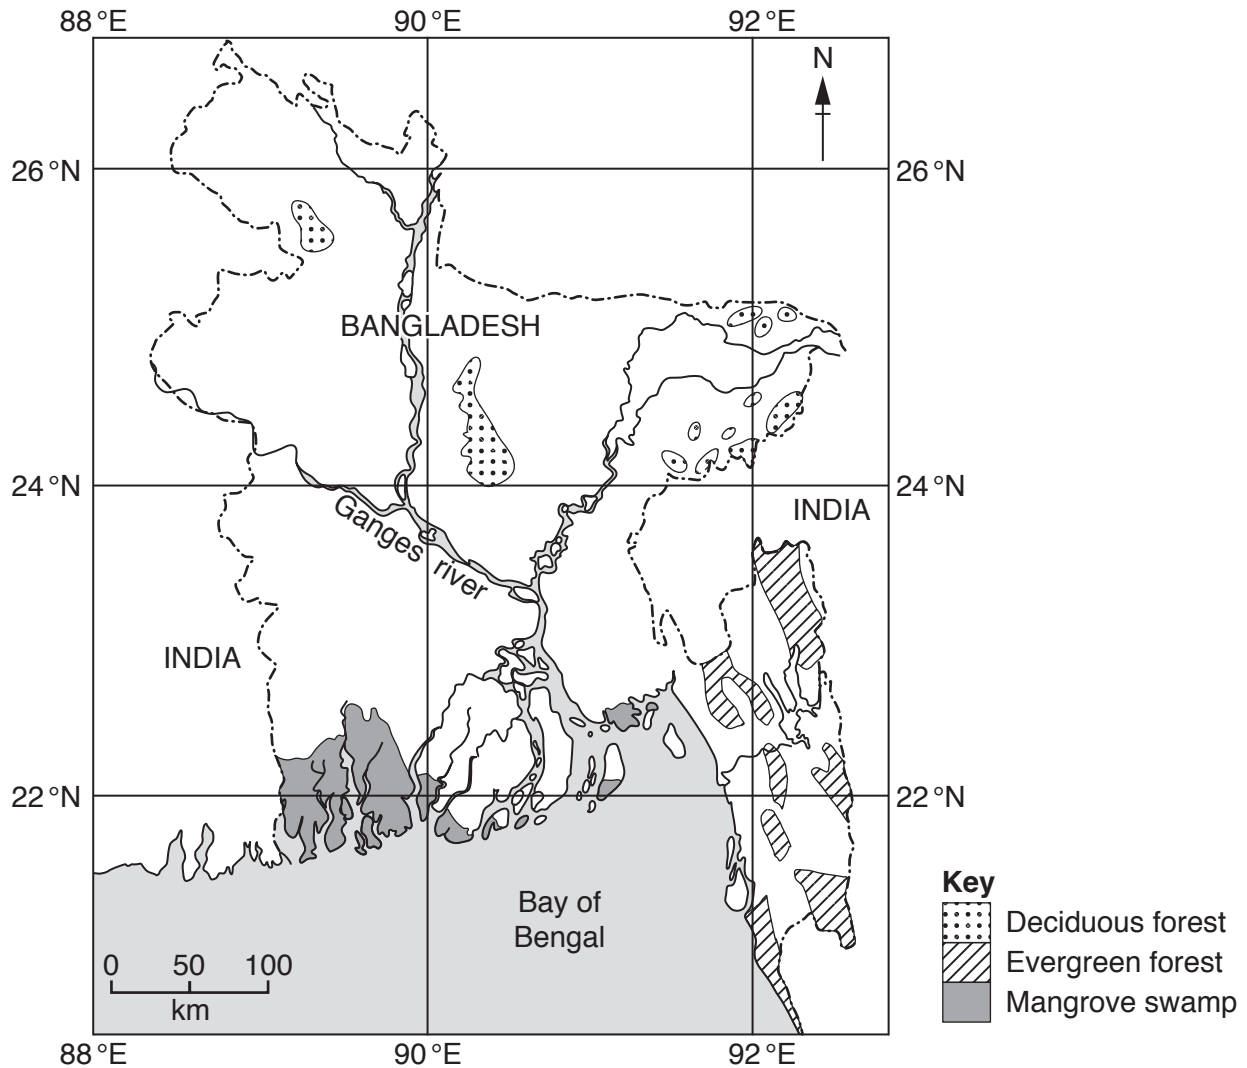 88°E 90°E 92°E
N
26°N 26°N
BANGLADESH
24°N 24°N
INDIA
Ganges river
INDIA
22°N 22°N
Bay of
Bengal
0 50 100
km
88°E 90°E 92°E
Key
Deciduous forest
Evergreen forest
Mangrove swamp